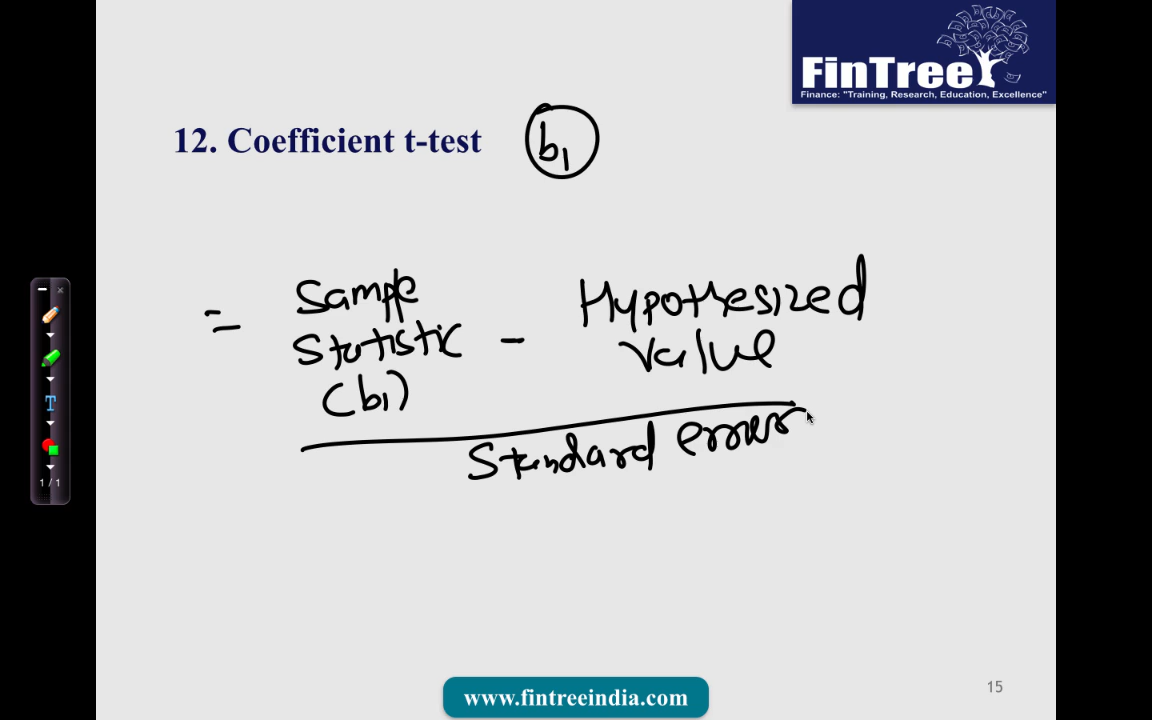 FinTree
Finance: "Training, Research, Education, Excellence"
12. Coefficient t-test b1
= Sample Statistic (b1) - Hypothesized Value
Standard error
1 / 1
T
15
www.fintreeindia.com